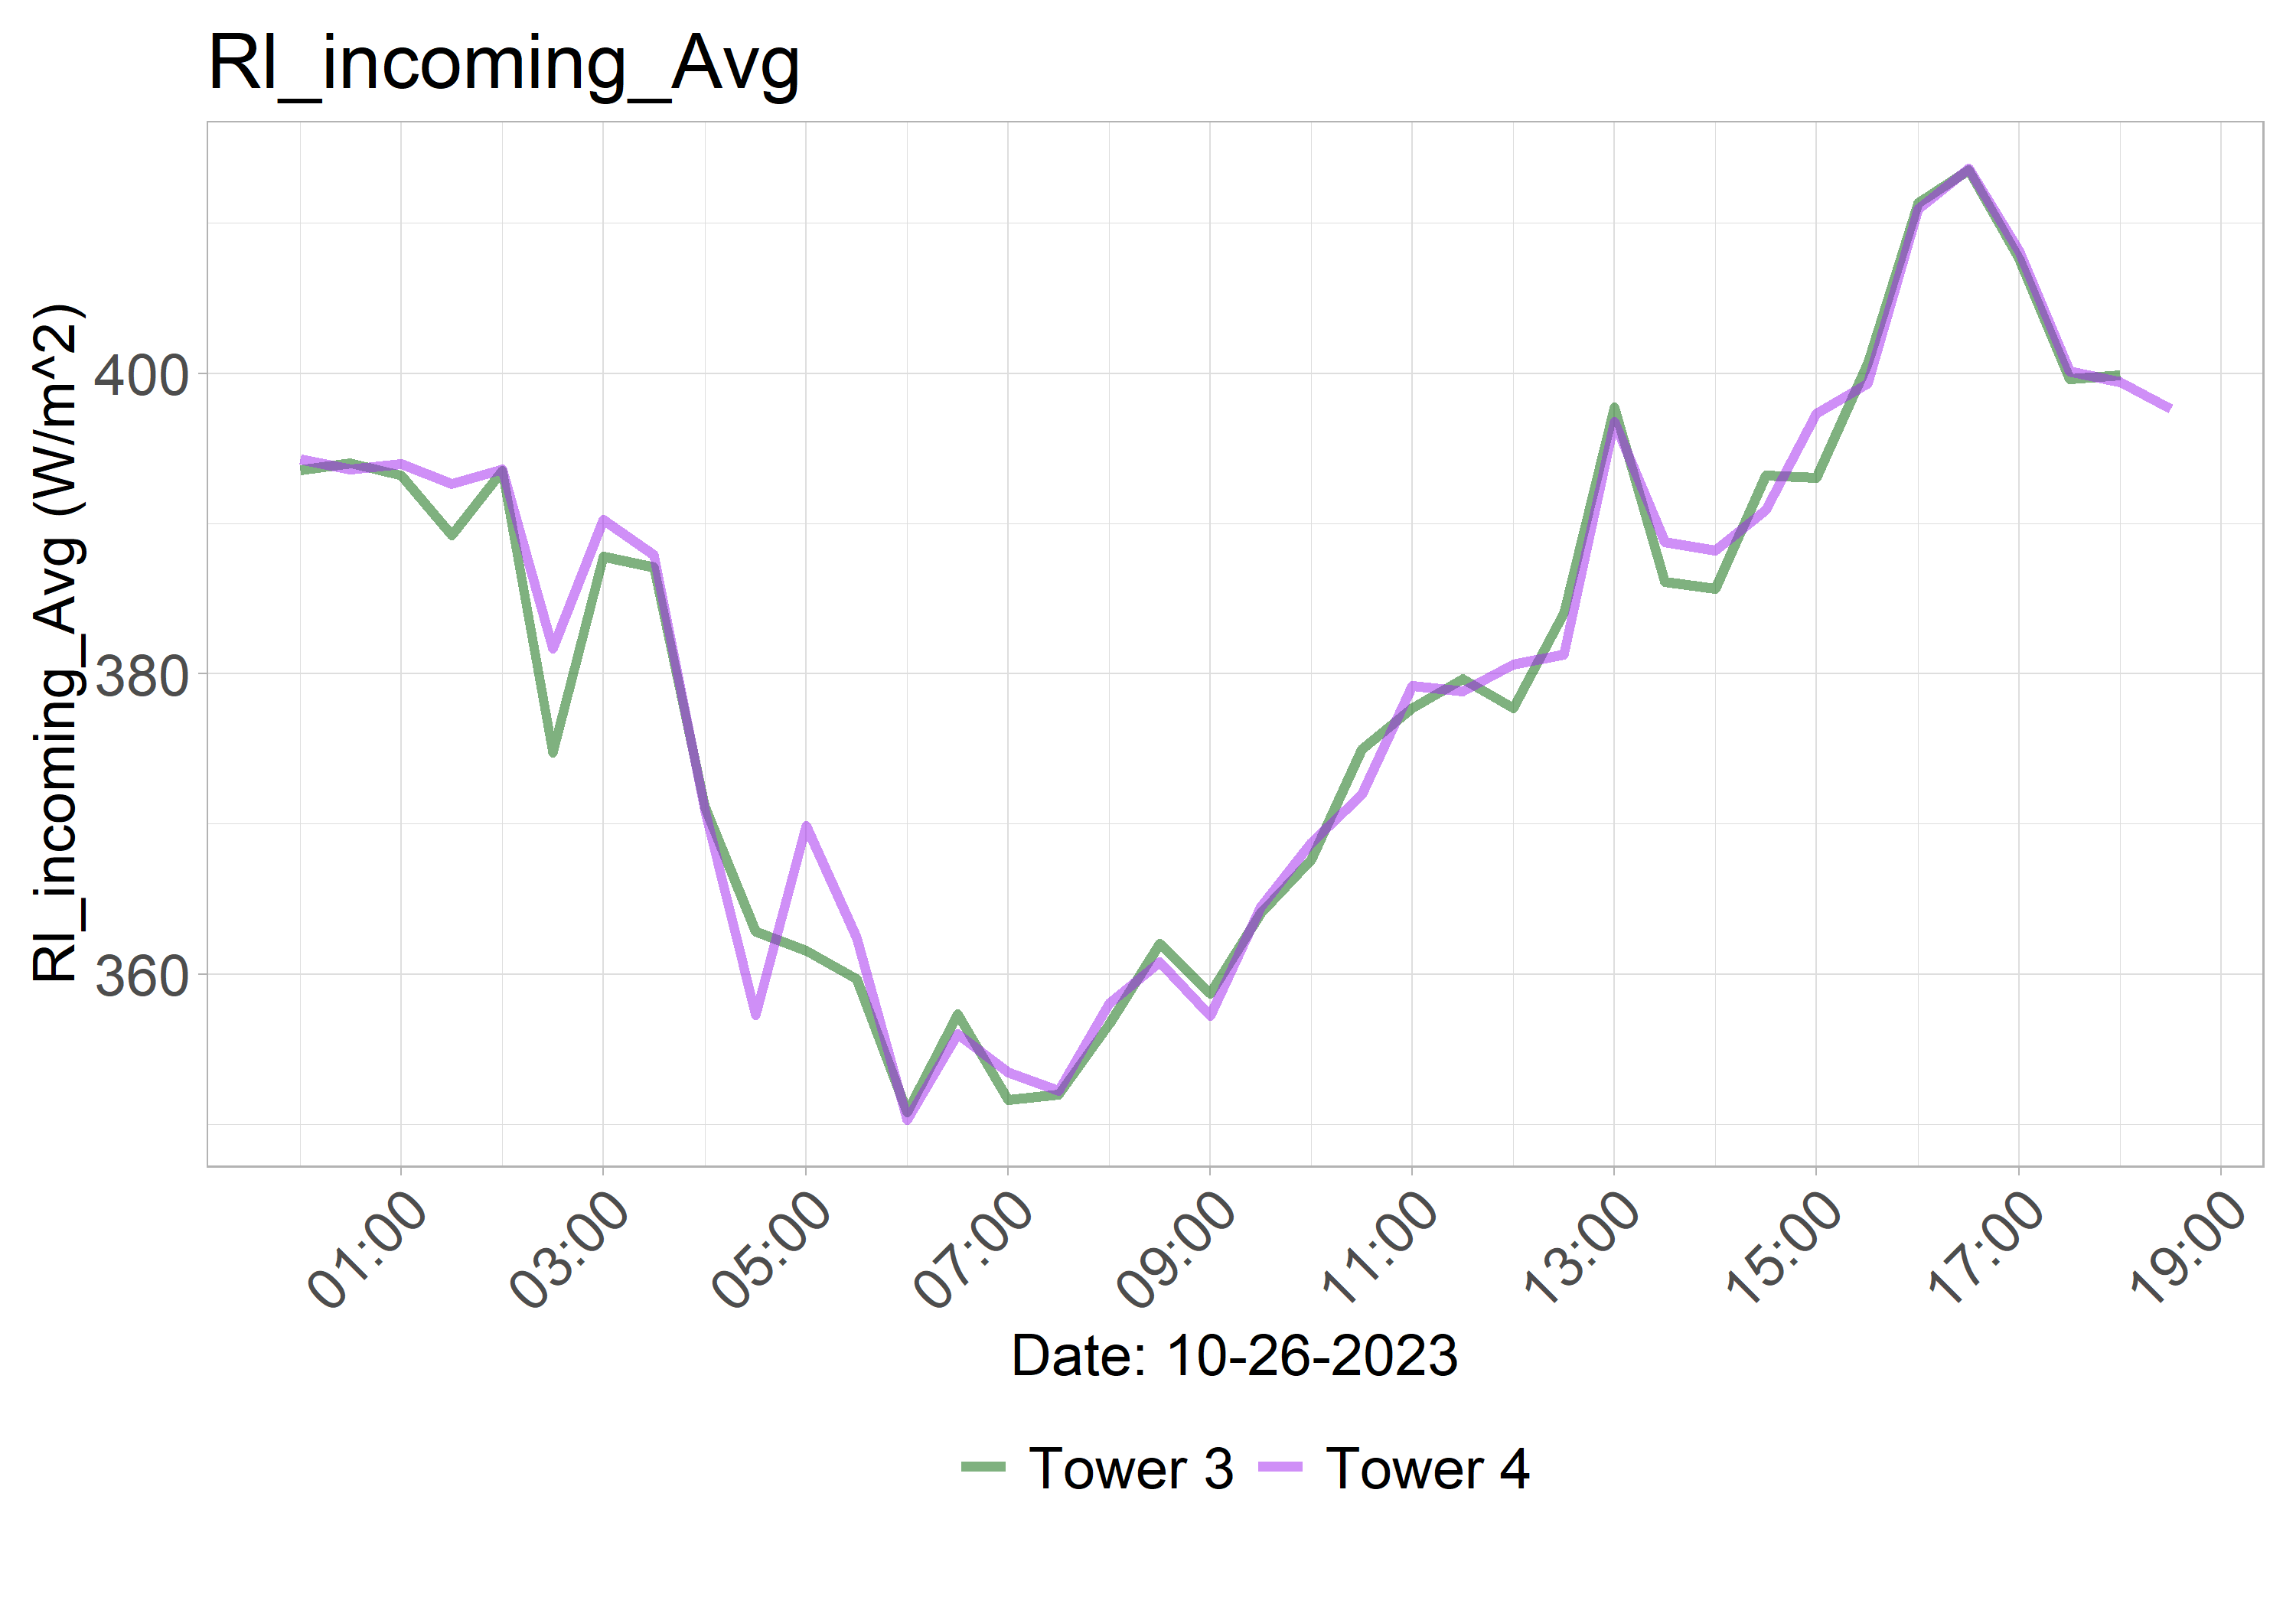 Rl_incoming_Avg
Rl_incoming_Avg (W/m^2)
400
380
360
01:00
03:00
05:00
07:00
09:00
11:00
13:00
15:00
17:00
19:00
Date: 10-26-2023
Tower 3
Tower 4